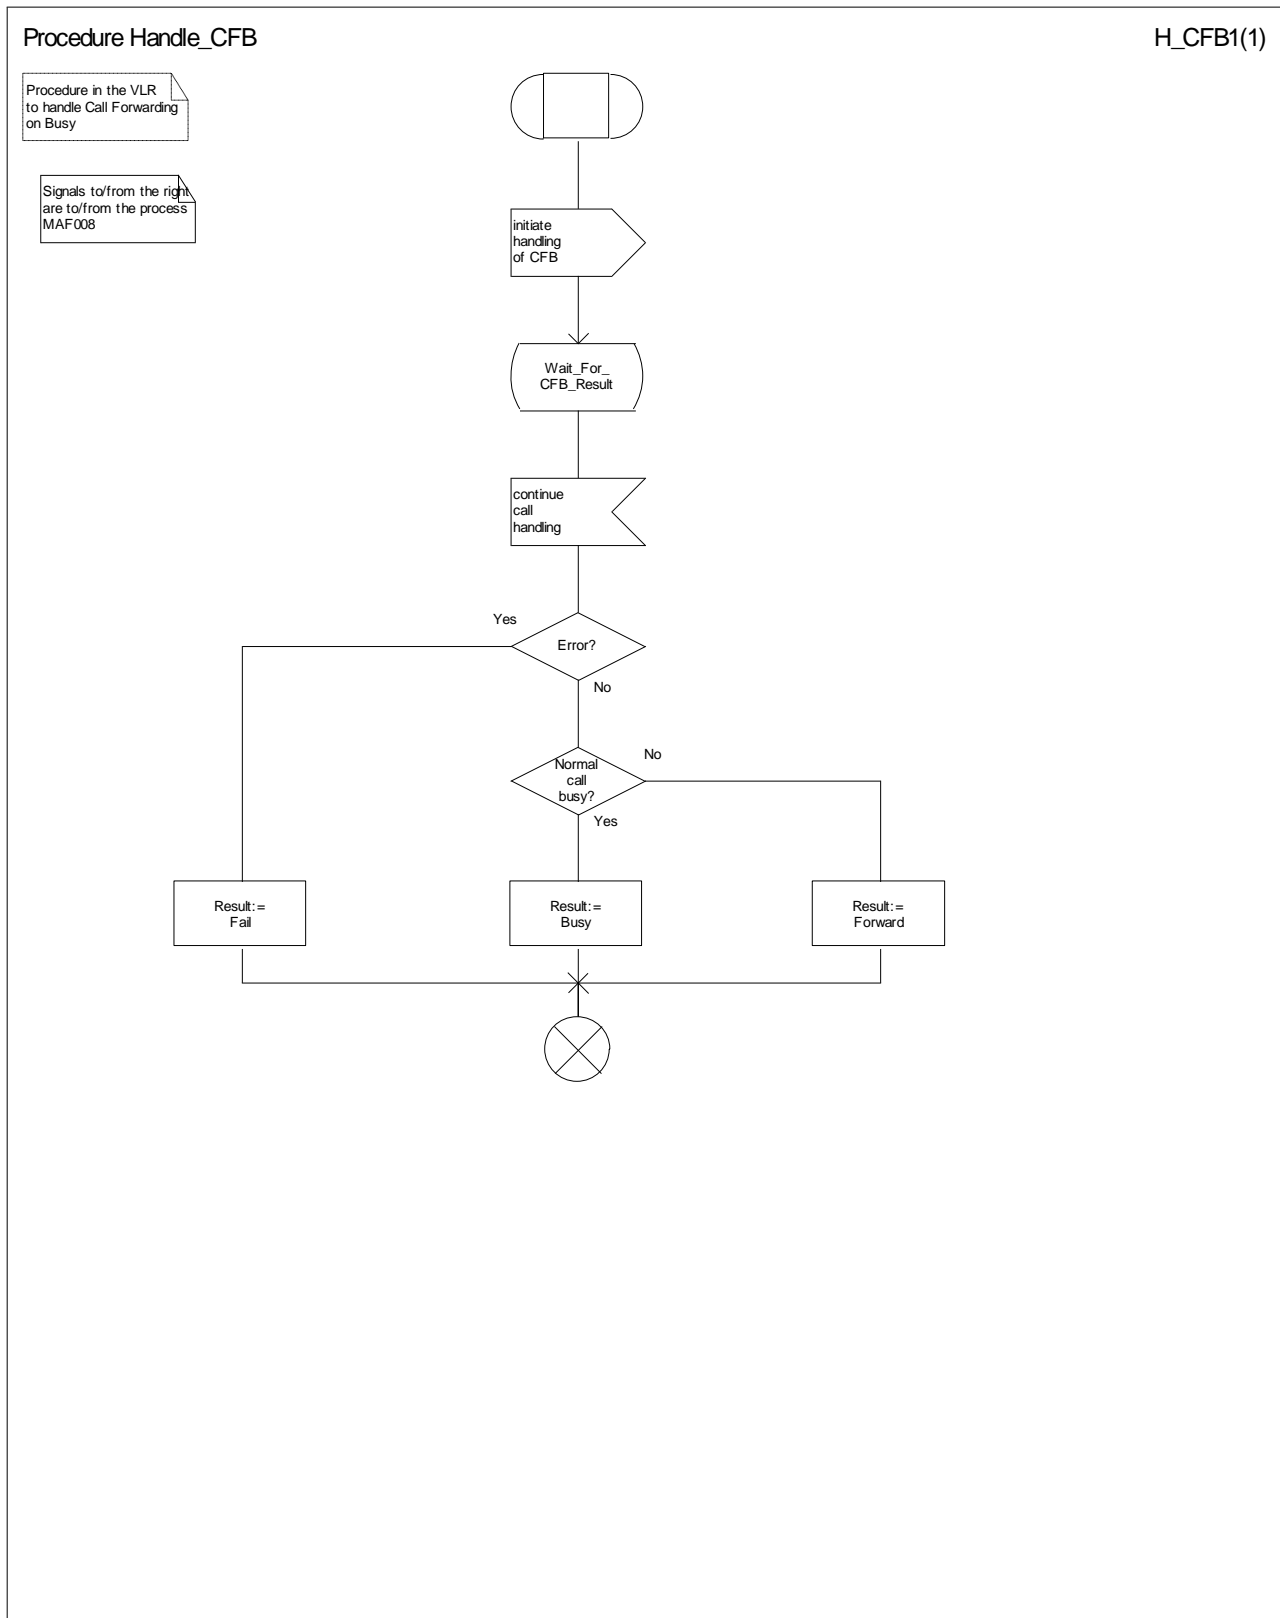 Procedure Handle_CFB
H_CFB1(1)
Procedure in the VLR
to handle Call Forwarding
on Busy
Signals to/from the right
are to/from the process
MAF008
initiate
handling
of CFB
Wait_For_
CFB_Result
continue
call
handling
Yes
Error?
No
No
Normal
call
busy?
Yes
Result:=
Fail
Result:=
Busy
Result:=
Forward